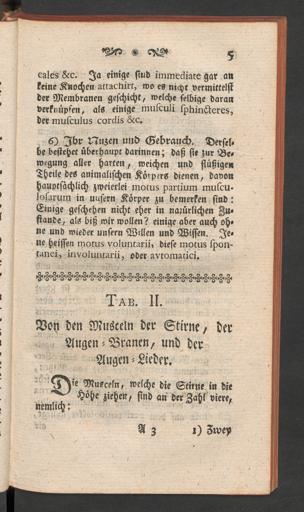 5
cales &c. Ja einige sind immediate gar an
keine Knochen attachirt, wo es nicht vermittelst
der Membranen geschicht, welche selbige daran
verknüpfen, als einige musculi sphincteres,
der musculus cordis &c.
6) Ihr Nuzen und Gebrauch. Dersel-
be bestehet überhaupt darinnen; daß sie zur Be-
wegung aller harten, weichen und flüßigen
Theile des animalischen Körpers dienen, davon
hauptsächlich zweierlei motus partium muscu-
losarum in unsern Körper zu bemerken sind:
Einige geschehen nicht eher in natürlichen Zu-
stande, als biß wir wollen? einige aber auch oh-
ne und wieder unsern Willen und Wissen. Je-
ne heissen motus voluntarii, diese motus spon-
tanei, involuntarii, oder avtromatici.
TAB. II.
Von den Musceln der Stirne, der
Augen-Branen, und der
Augen-Lieder.
Die Musceln, welche die Stirne in die
Höhe ziehen, sind an der Zahl viere,
nemlich:
A 3 1) Zwey